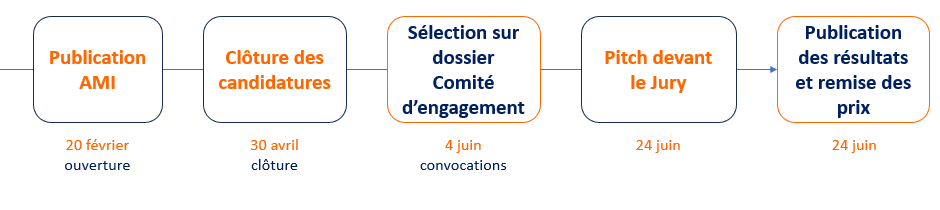 Publication
AMI
20 février
ouverture
Clôture des
candidatures
30 avril
clôture
Sélection sur
dossier
Comité
d’engagement
4 juin
convocations
Pitch devant
le Jury
24 juin
Publication
des résultats
et remise des
prix
24 juin